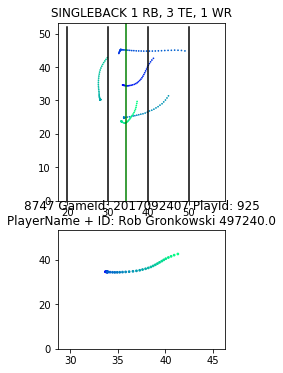 SINGLEBACK 1 RB, 3 TE, 1 WR
50
40
30
20
10
0
20 30 40 50
8747 GameId: 2017092407 PlayId: 925
PlayerName + ID: Rob Gronkowski 497240.0
40
20
0
30 35 40 45